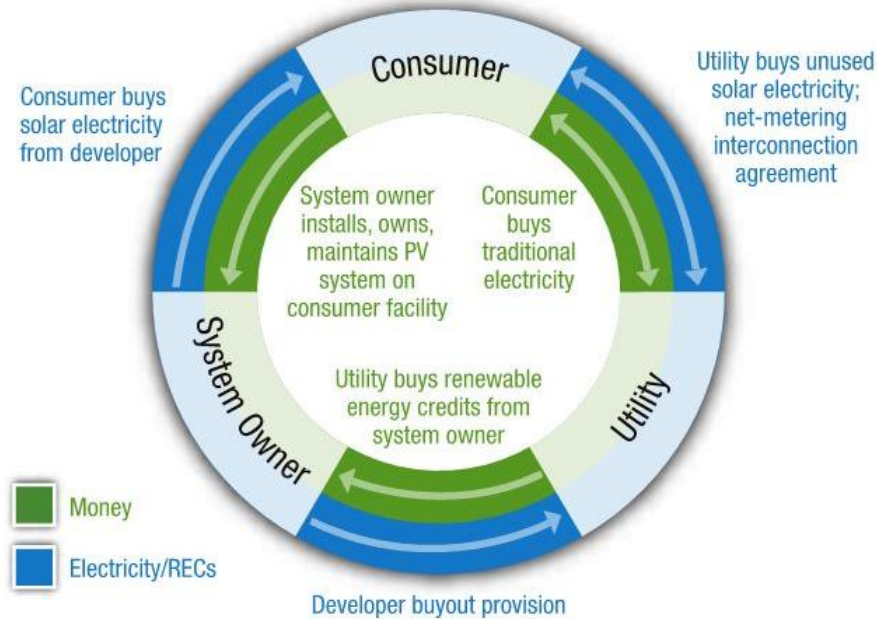 Consumer
Consumer buys
solar electricity
from developer
Utility buys unused
solar electricity;
net-metering
interconnection
agreement
System owner
installs, owns,
maintains PV
system on
consumer facility
Consumer
buys
traditional
electricity
System Owner
Utility
Utility buys renewable
energy credits from
system owner
Money
Electricity/RECs
Developer buyout provision